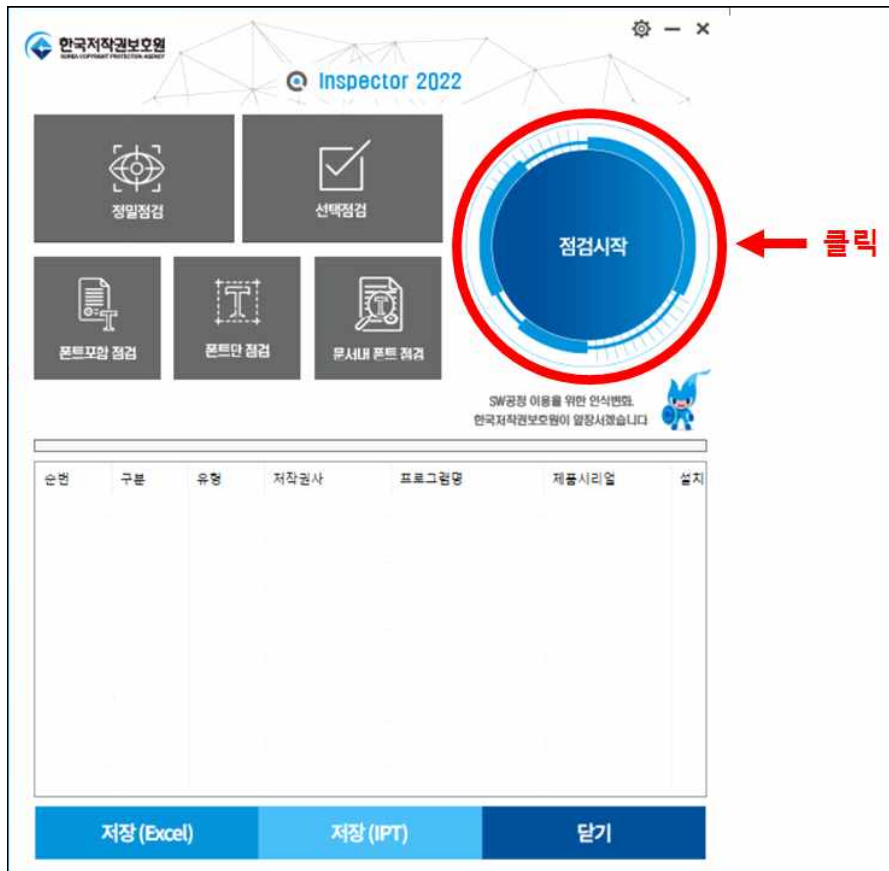 한국저작권보호원
KOREA COPYRIGHT PROTECTION AGENCY
Inspector 2022
정밀점검
선택점검
점검시작
클릭
폰트포함 점검
폰트만 점검
문서내 폰트 점검
SW공정 이용을 위한 인식변화.
한국저작권보호원이 앞장서겠습니다
순번 구분 유형 저작권사 프로그램명 제품시리얼 설치
저장 (Excel)
저장 (IPT)
닫기